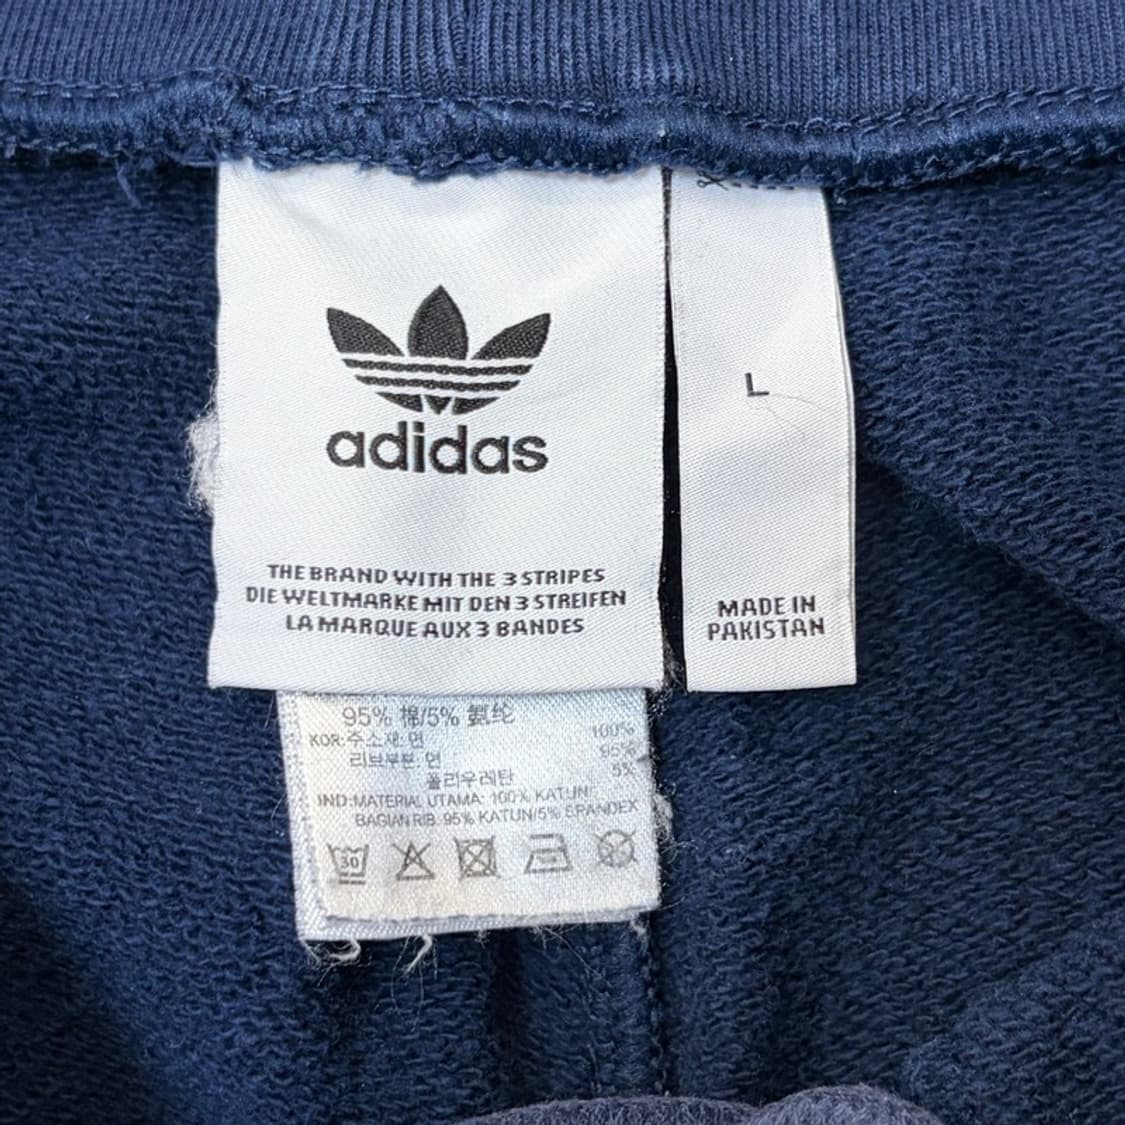 adidas
THE BRAND WITH THE 3 STRIPES
DIE WELTMARKE MIT DEN 3 STREIFEN
LA MARQUE AUX 3 BANDES
L
MADE IN
PAKISTAN
95% 棉/5% 氨纶
KOR:주소재:면 100%
리브부분:면 95%
폴리우레탄 5%
IND:MATERIAL UTAMA: 100% KATUN/
BAGIAN RIB. 95% KATUN/5% SPANDEX
30